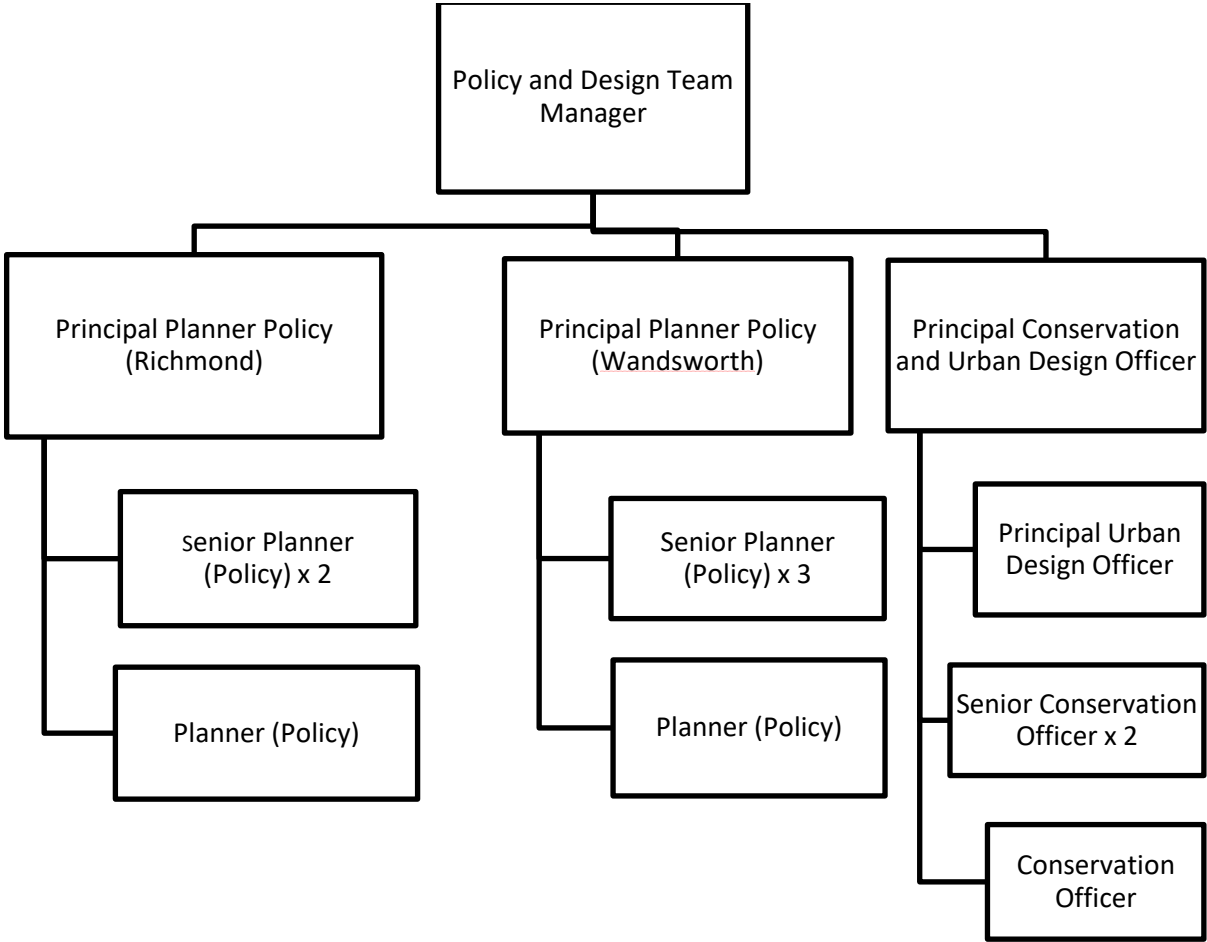 Policy and Design Team
Manager
Principal Planner Policy
(Richmond)
Principal Planner Policy
(Wandsworth)
Principal Conservation
and Urban Design Officer
senior Planner
(Policy) x 2
Senior Planner
(Policy) x 3
Principal Urban
Design Officer
Planner (Policy)
Planner (Policy)
Senior Conservation
Officer x 2
Conservation
Officer